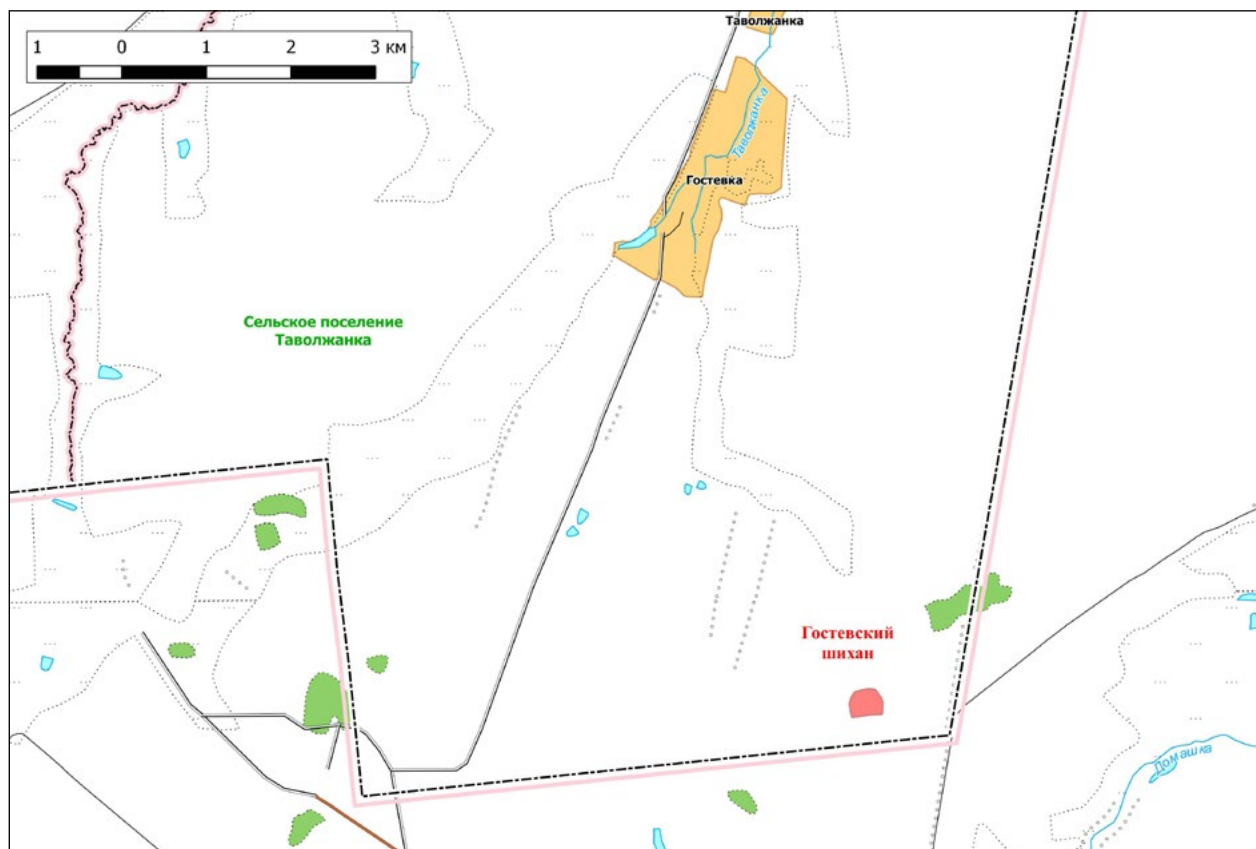 Таволжанка
1 0 1 2 3 км
Таволжанка
Гостевка
Сельское поселение
Таволжанка
Гостевский
шихан
Домашка